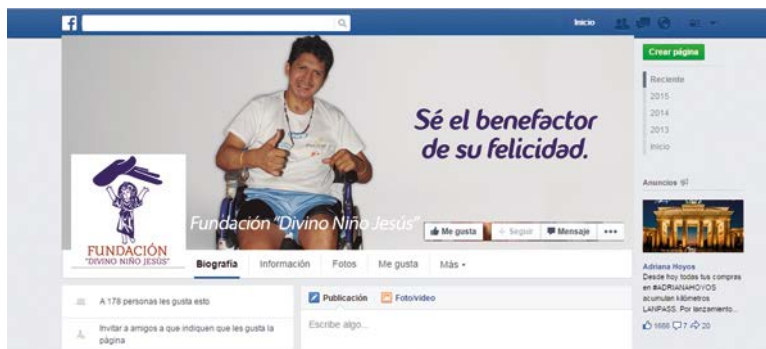 Inicio
Crear página
Reciente
2015
2014
2013
Inicio
Sé el benefactor
de su felicidad.
FUNDACIÓN
"DIVINO NIÑO JESÚS"
Fundación "Divino Niño Jesús"
Me gusta
Seguir
Mensaje
Biografía
Información
Fotos
Me gusta
Más
A 178 personas les gusta esto
Invitar a amigos a que indiquen que les gusta la
página
Publicación
Foto/video
Escribe algo...
Anuncios
Adriana Hoyos
Desde hoy todas tus compras
en #ADRIANAHOYOS
acumulan kilómetros
LANPASS. Por lanzamiento...
1666 7 20